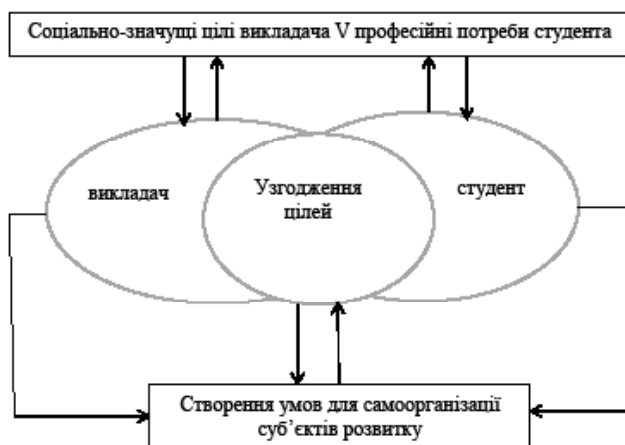 Соціально-значущі цілі викладача V професійні потреби студента
викладач
Узгодження
цілей
студент
Створення умов для самоорганізації
суб’єктів розвитку